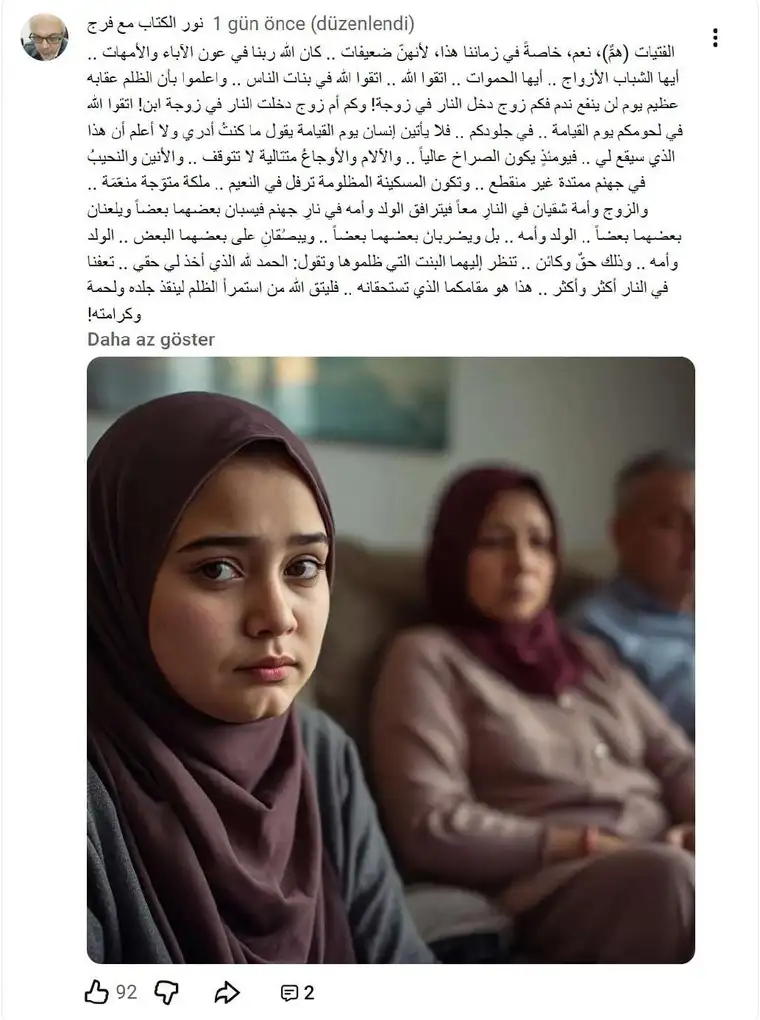 نور الكتاب مع فرج 1 gün önce (düzenlendi)
الفتيات (همٌّ)، نعم، خاصةً في زماننا هذا، لأنهنّ ضعيفات .. كان الله ربنا في عون الآباء والأمهات ..
أيها الشباب الأزواج .. أيها الحموات .. اتقوا الله .. اتقوا الله في بنات الناس .. واعلموا بأن الظلم عقابه
عظيم يوم لن ينفع ندم فكم زوج دخل النار في زوجة! وكم أم زوج دخلت النار في زوجة ابن! اتقوا الله
في لحومكم يوم القيامة .. في جلودكم .. فلا يأتين إنسان يوم القيامة يقول ما كنتُ أدري ولا أعلم أن هذا
الذي سيقع لي .. فيومئذٍ يكون الصراخ عالياً .. والآلام والأوجاعُ متتالية لا تتوقف .. والأنين والنحيبُ
في جهنم ممتدة غير منقطع .. وتكون المسكينة المظلومة ترفل في النعيم .. ملكة متوّجة منعّمَة ..
والزوج وأمة شقيان في النارِ معاً فيترافق الولد وأمه في نارِ جهنم فيسبان بعضهما بعضاً ويلعنان
بعضهما بعضاً .. الولد وأمه .. بل ويضربان بعضهما بعضاً .. ويبصُقانِ على بعضهما البعض .. الولد
وأمه .. وذلك حقٌ وكائن .. تنظر إليهما البنت التي ظلموها وتقول: الحمد لله الذي أخذ لي حقي .. تعفنا
في النار أكثر وأكثر .. هذا هو مقامكما الذي تستحقانه .. فليتق الله من استمرأ الظلم لينقذ جلده ولحمة
وكرامته!
Daha az göster
92
2